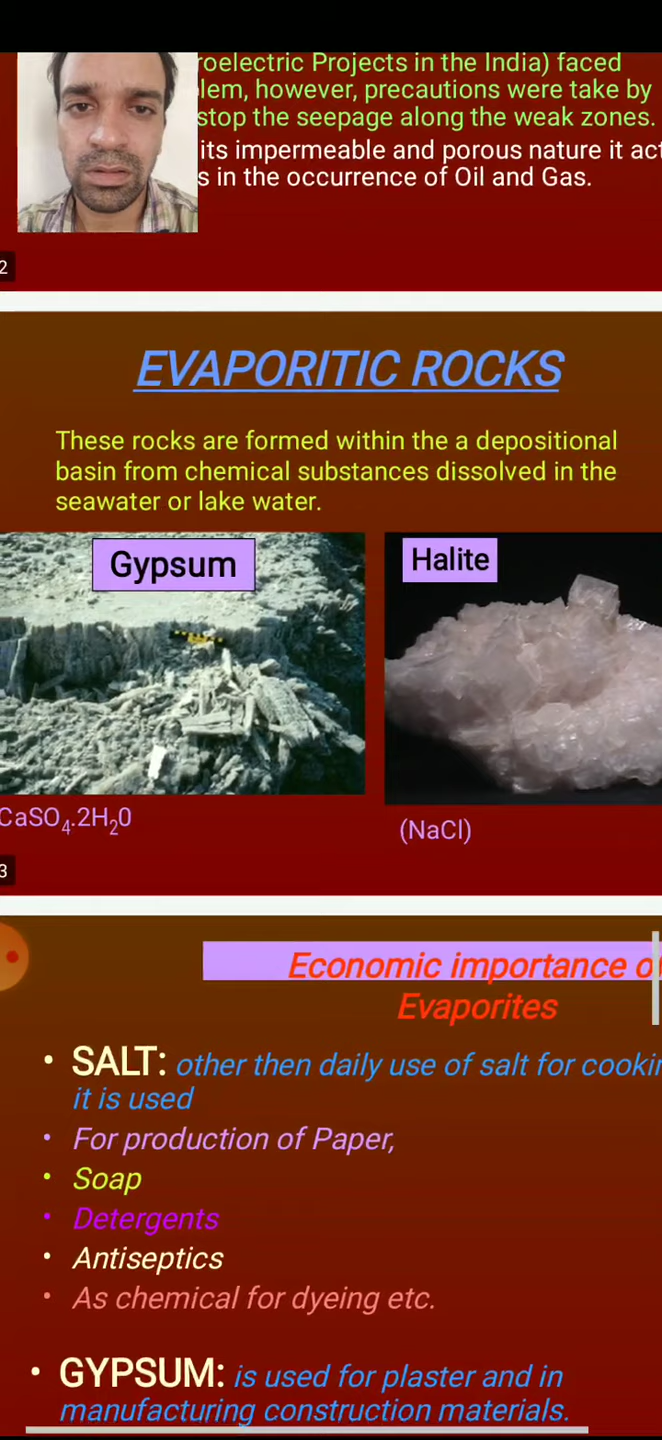 roelectric Projects in the India) faced
lem, however, precautions were take by
stop the seepage along the weak zones.
its impermeable and porous nature it act
s in the occurrence of Oil and Gas.
2
EVAPORITIC ROCKS
These rocks are formed within the a depositional
basin from chemical substances dissolved in the
seawater or lake water.
Gypsum
Halite
CaSO₄.2H₂0
(NaCl)
3
Economic importance o
Evaporites
• SALT: other then daily use of salt for cookin
it is used
• For production of Paper,
• Soap
• Detergents
• Antiseptics
• As chemical for dyeing etc.
• GYPSUM: is used for plaster and in
manufacturing construction materials.